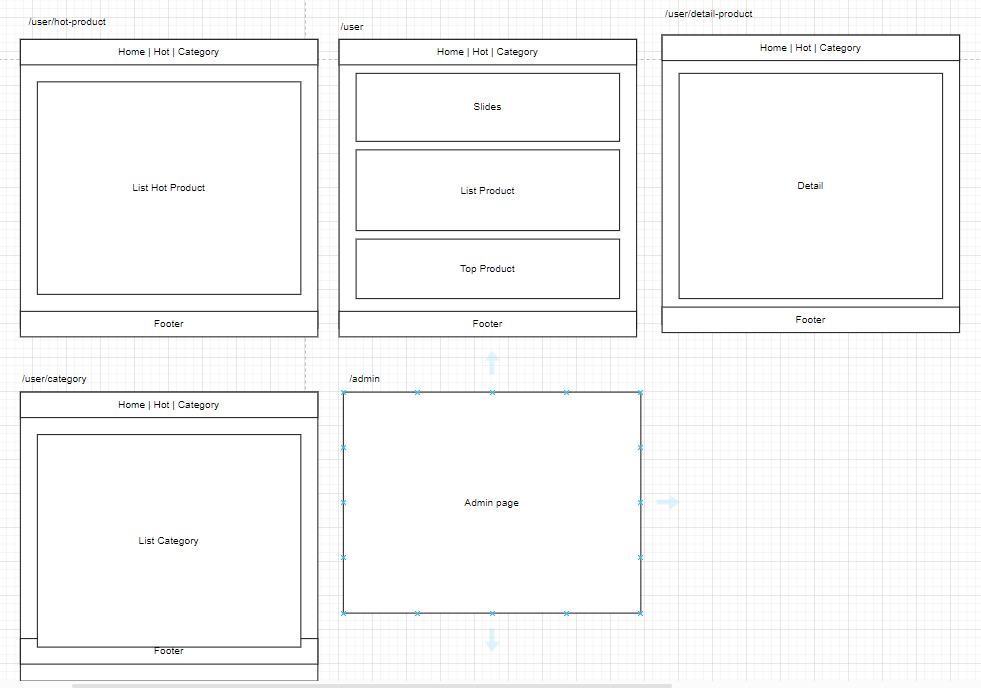 /user/hot-product
Home | Hot | Category
List Hot Product
Footer
/user
Home | Hot | Category
Slides
List Product
Top Product
Footer
/user/detail-product
Home | Hot | Category
Detail
Footer
/user/category
Home | Hot | Category
List Category
Footer
/admin
Admin page